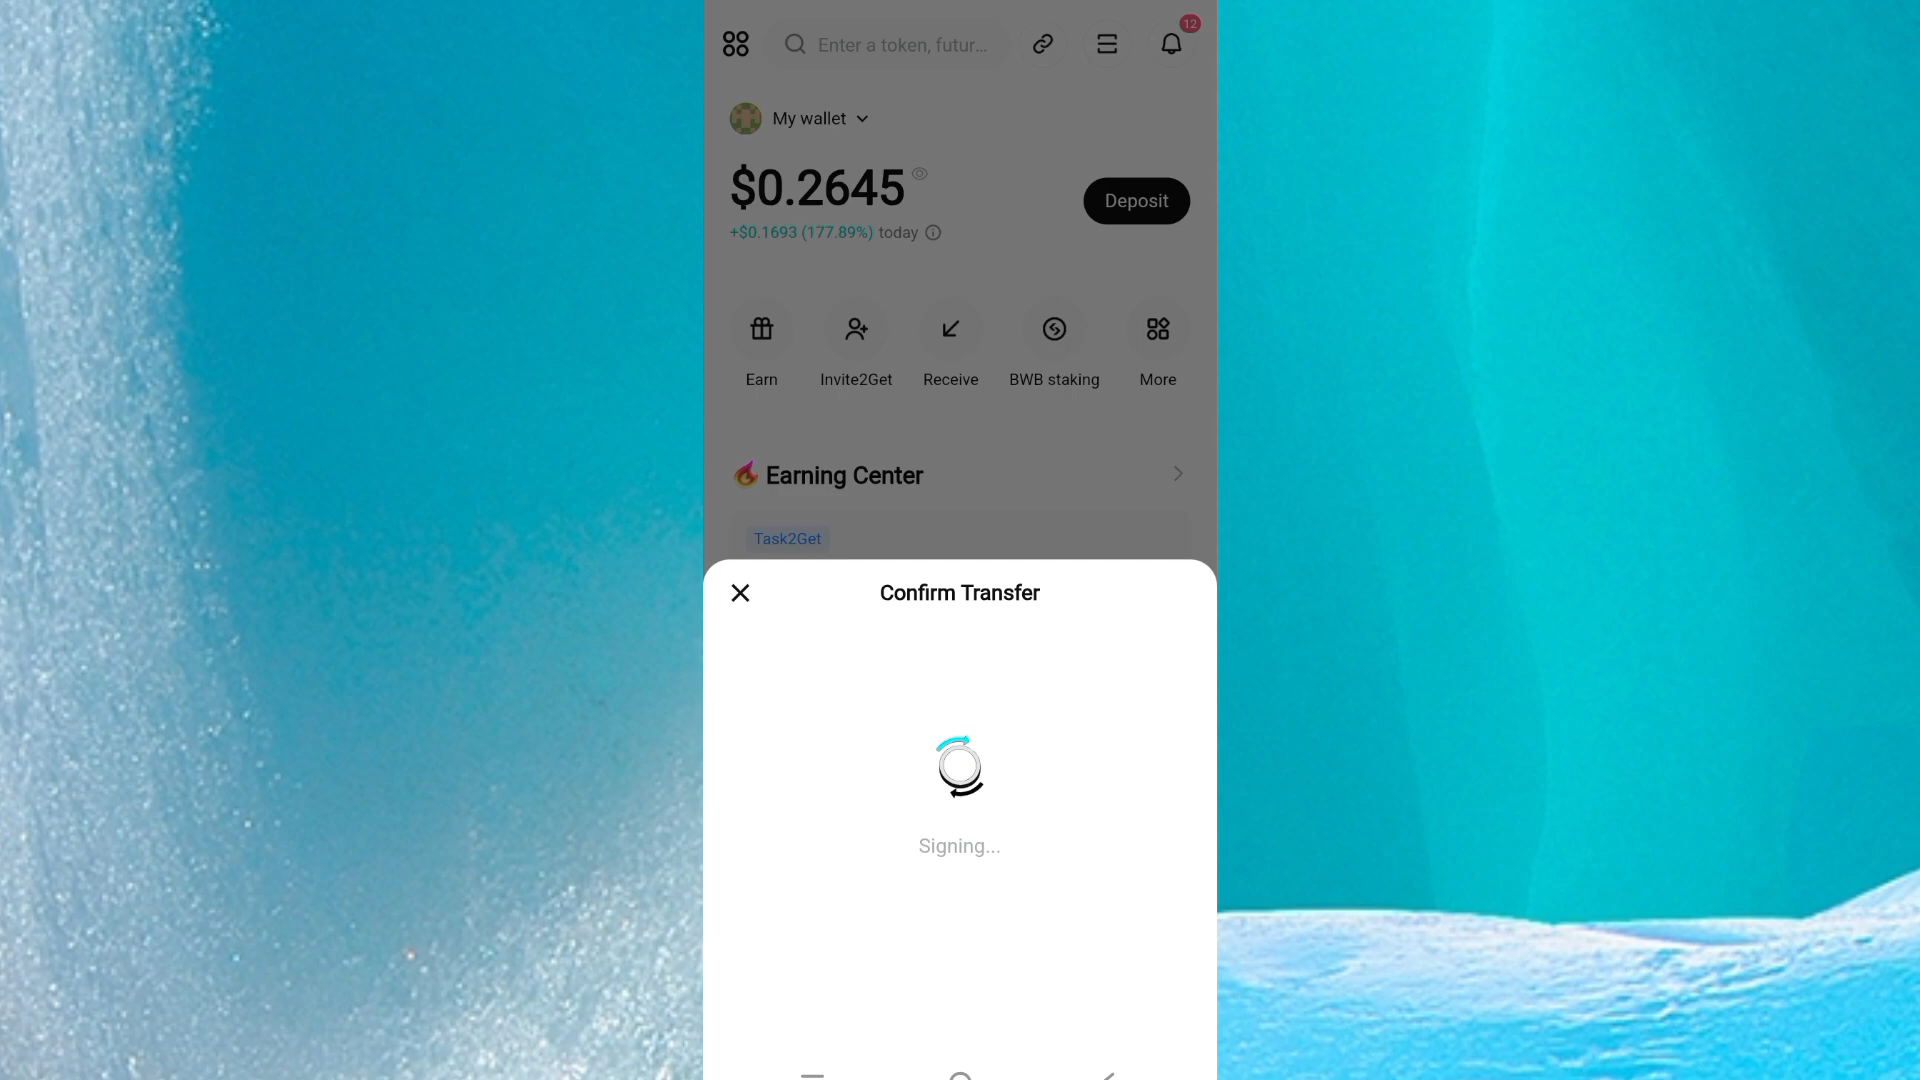 Enter a token, futur...
12
My wallet
$0.2645
Deposit
+$0.1693 (177.89%) today
Earn
Invite2Get
Receive
BWB staking
More
Earning Center
Task2Get
Confirm Transfer
Signing...